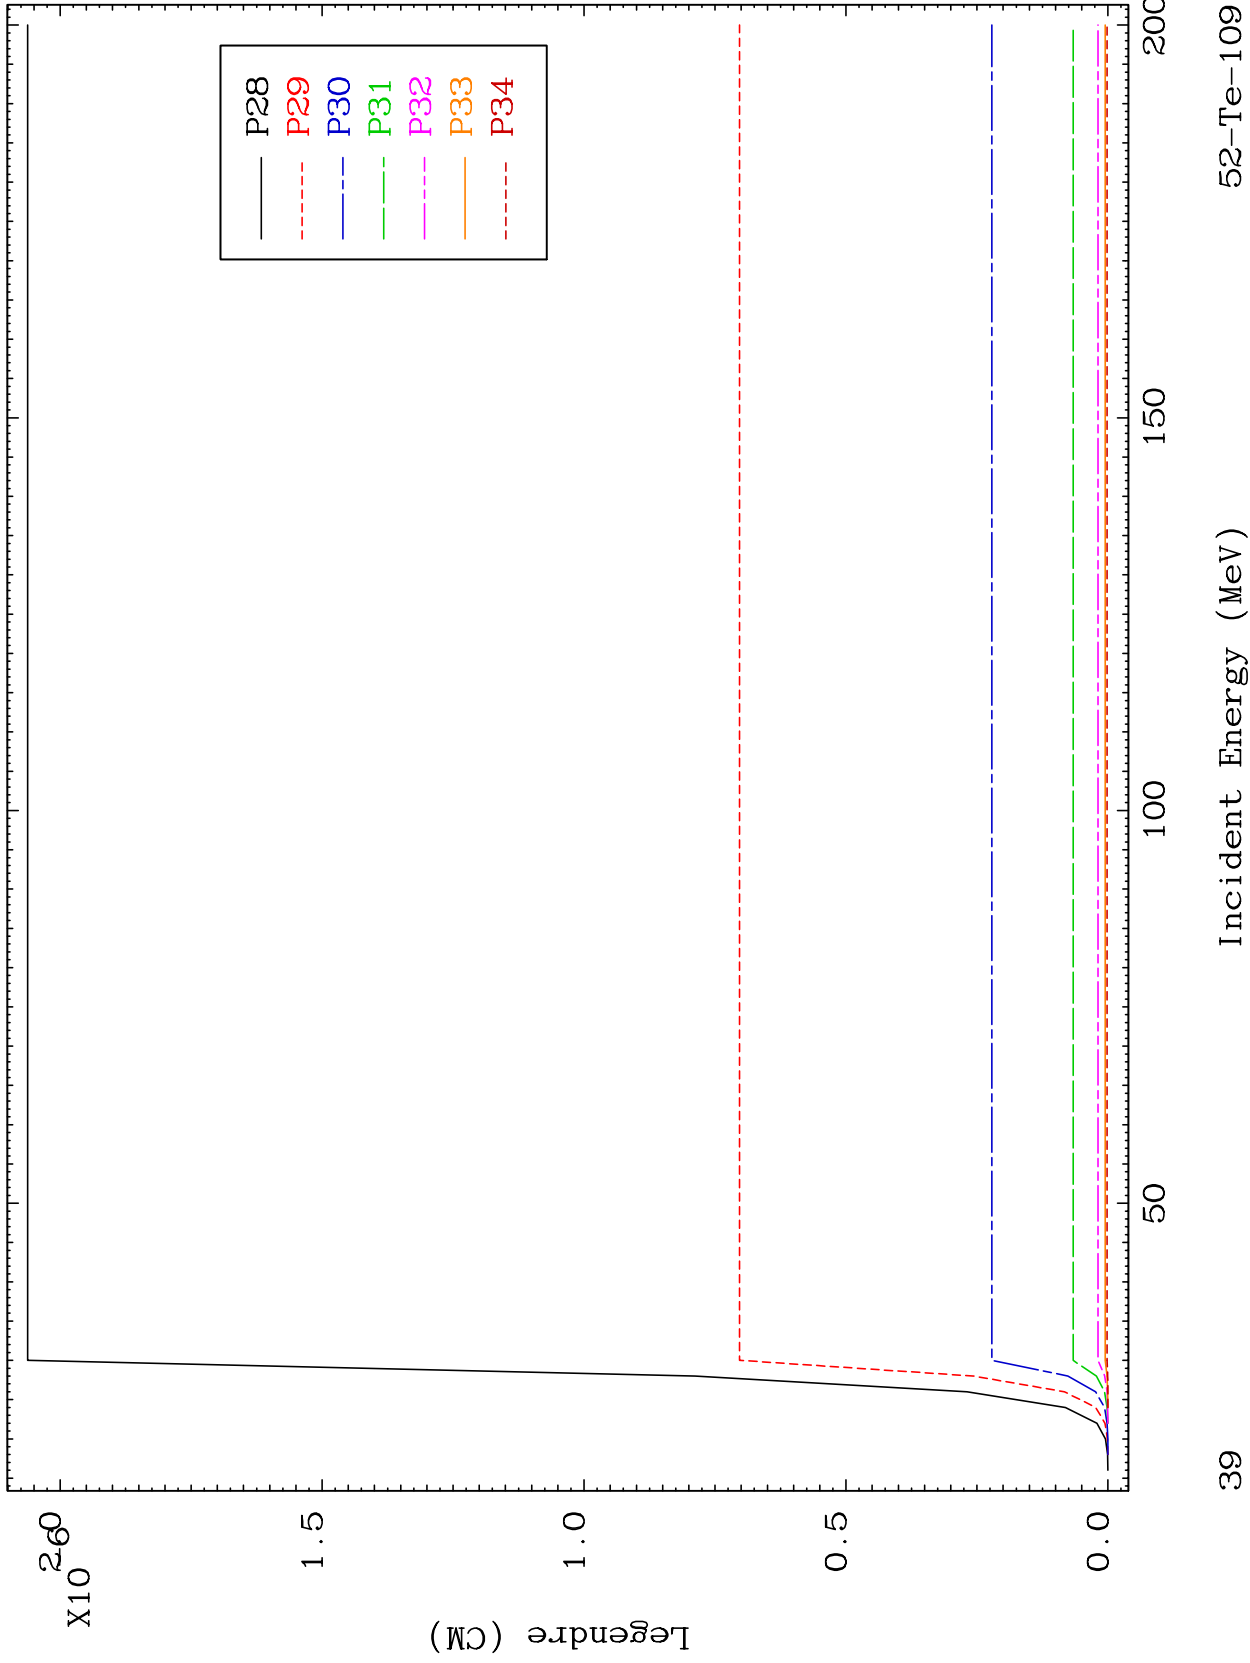 X10
-6
2.0
1.5
1.0
0.5
0.0
Legendre (CM)
P28
P29
P30
P31
P32
P33
P34
50
100
150
200
Incident Energy (MeV)
39
52-Te-109